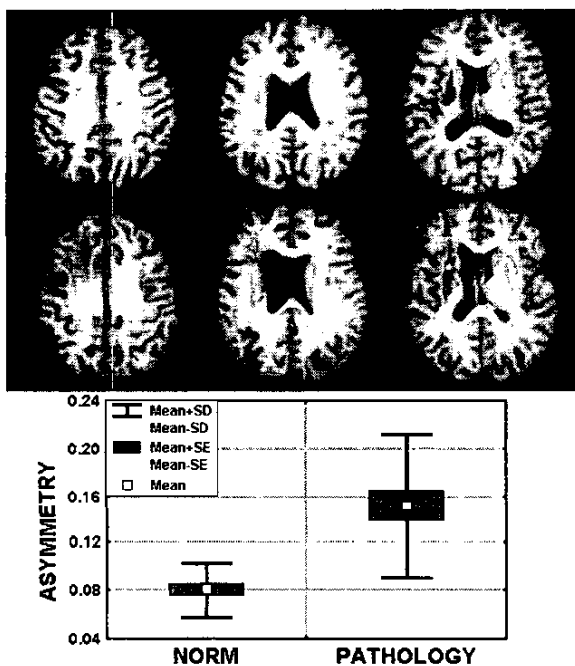 0.24
0.20
0.16
0.12
0.08
0.04
ASYMMETRY
Mean+SD
Mean-SD
Mean+SE
Mean-SE
Mean
NORM PATHOLOGY